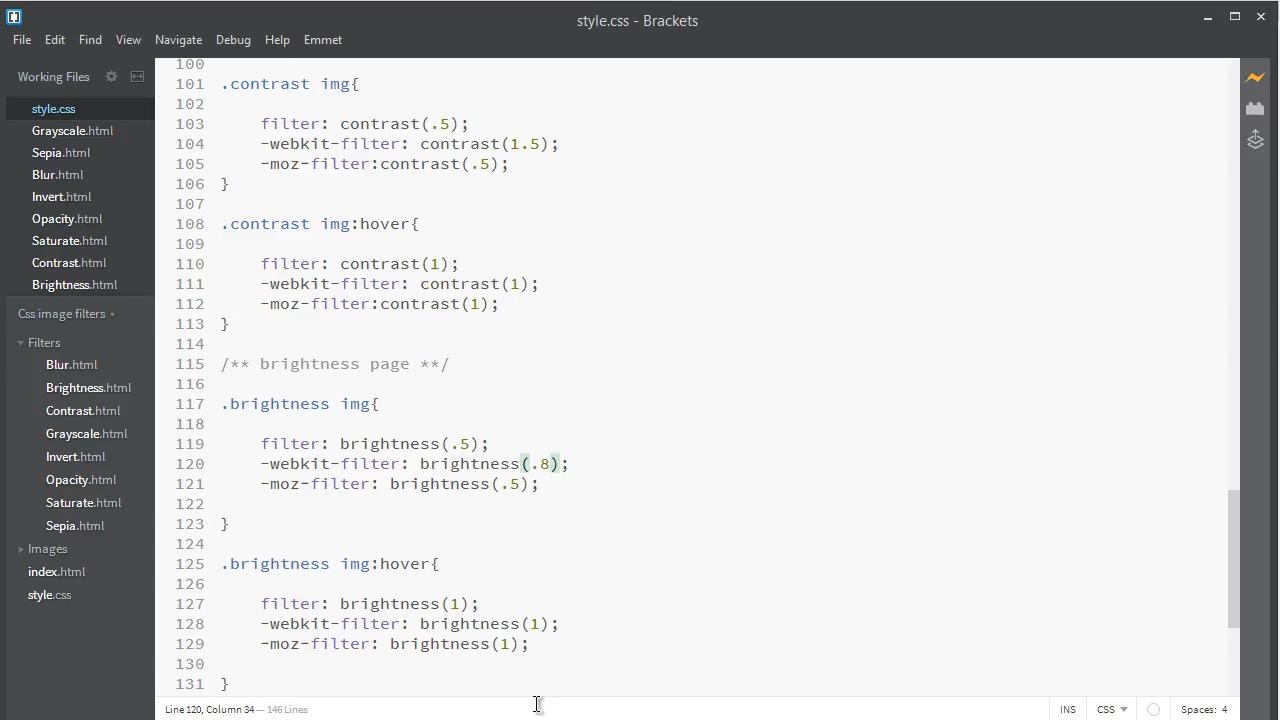 style.css - Brackets
File Edit Find View Navigate Debug Help Emmet
Working Files
style.css
Grayscale.html
Sepia.html
Blur.html
Invert.html
Opacity.html
Saturate.html
Contrast.html
Brightness.html
Css image filters
Filters
Blur.html
Brightness.html
Contrast.html
Grayscale.html
Invert.html
Opacity.html
Saturate.html
Sepia.html
Images
index.html
style.css
100
101 .contrast img{
102
103 filter: contrast(.5);
104 -webkit-filter: contrast(1.5);
105 -moz-filter:contrast(.5);
106 }
107
108 .contrast img:hover{
109
110 filter: contrast(1);
111 -webkit-filter: contrast(1);
112 -moz-filter:contrast(1);
113 }
114
115 /** brightness page **/
116
117 .brightness img{
118
119 filter: brightness(.5);
120 -webkit-filter: brightness(.8);
121 -moz-filter: brightness(.5);
122
123 }
124
125 .brightness img:hover{
126
127 filter: brightness(1);
128 -webkit-filter: brightness(1);
129 -moz-filter: brightness(1);
130
131 }
Line 120, Column 34 — 146 Lines
INS CSS Spaces: 4